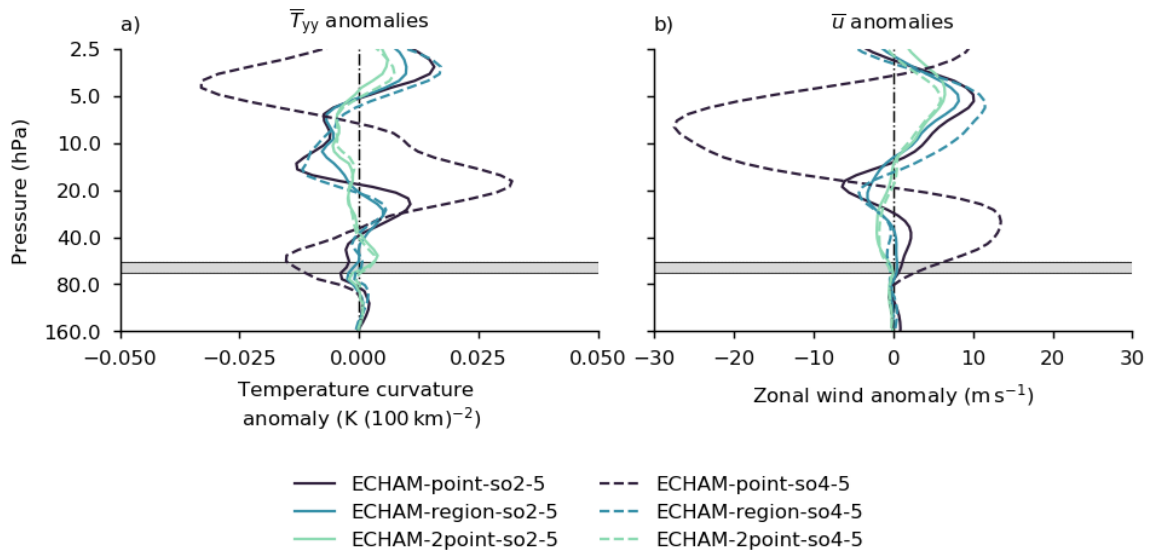 a) T̅yy anomalies
b) u̅ anomalies
2.5
5.0
10.0
20.0
40.0
80.0
160.0
Pressure (hPa)
−0.050 −0.025 0.000 0.025 0.050
−30 −20 −10 0 10 20 30
Temperature curvature
anomaly (K (100 km)−2)
Zonal wind anomaly (m s−1)
ECHAM-point-so2-5
ECHAM-region-so2-5
ECHAM-2point-so2-5
ECHAM-point-so4-5
ECHAM-region-so4-5
ECHAM-2point-so4-5